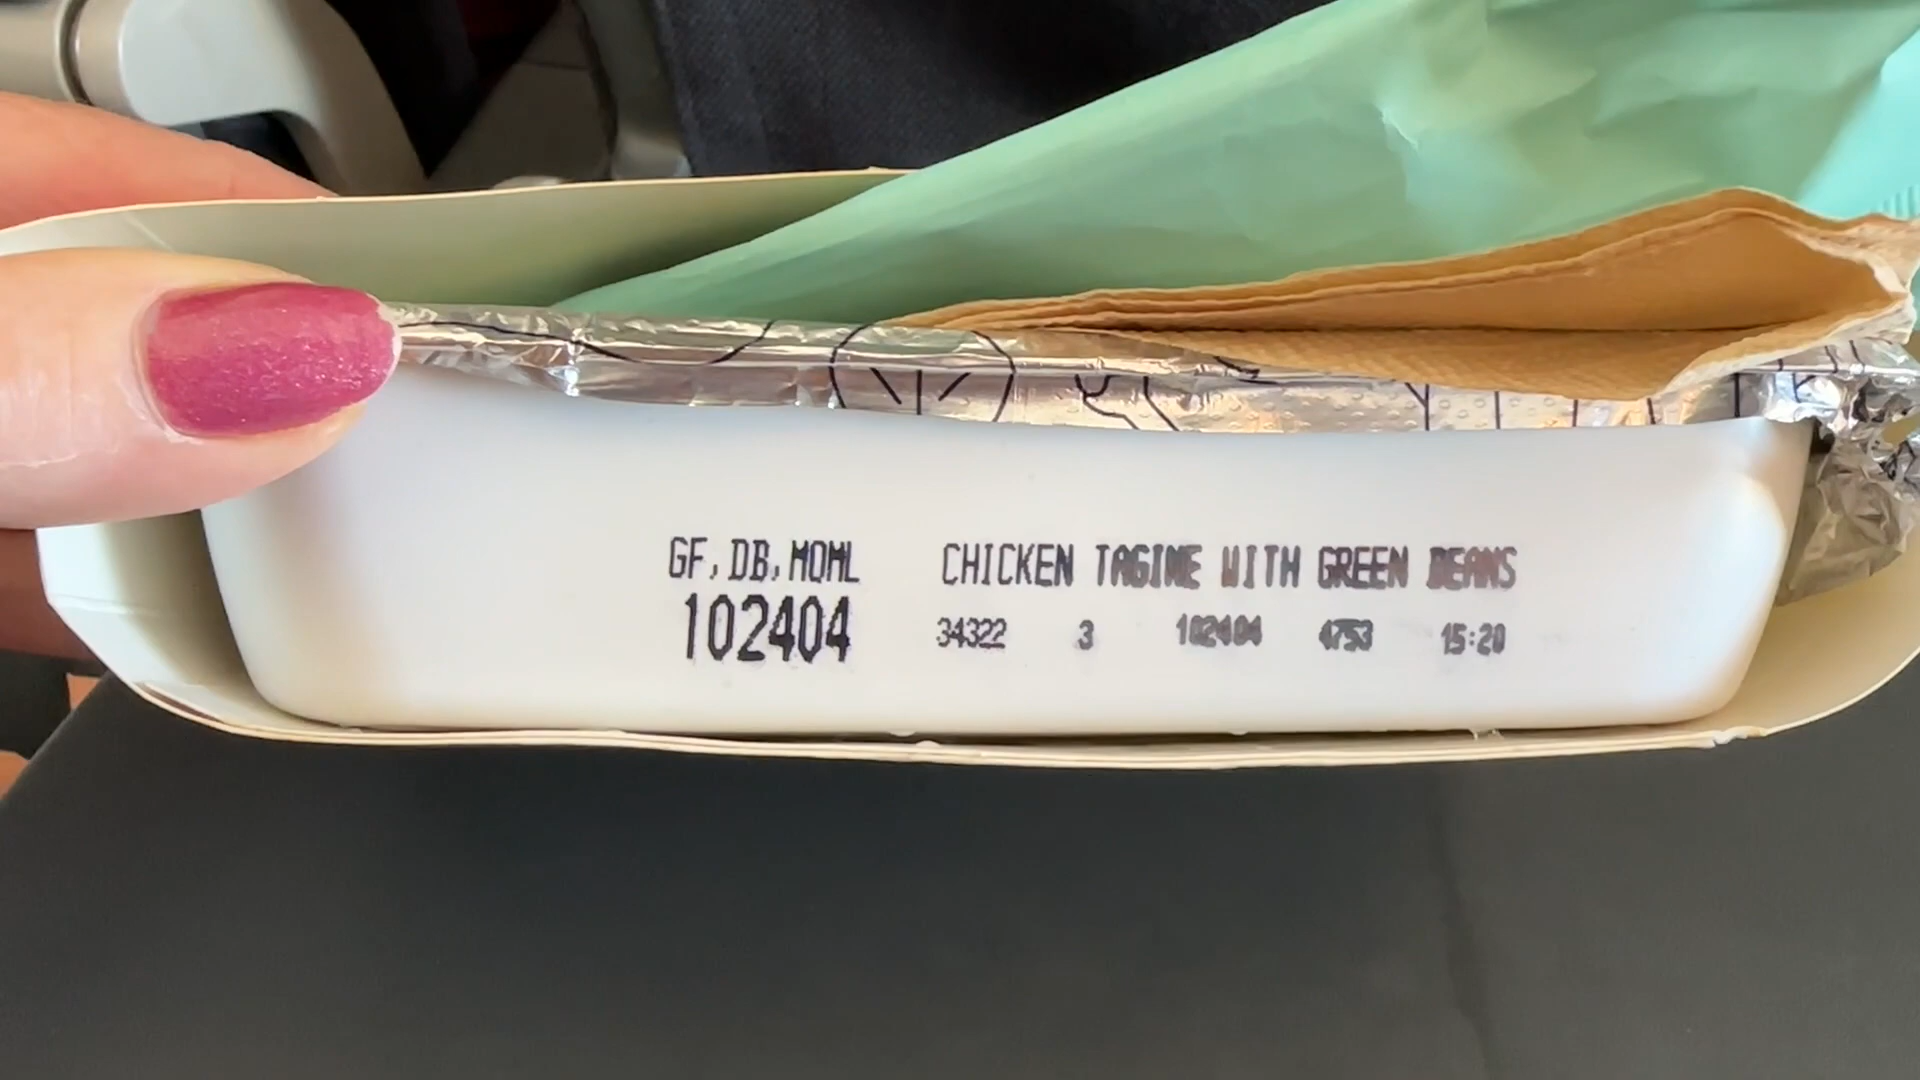 GF, DB, MOML CHICKEN TAGINE WITH GREEN BEANS
102404 34322 3 102404 4753 15:20